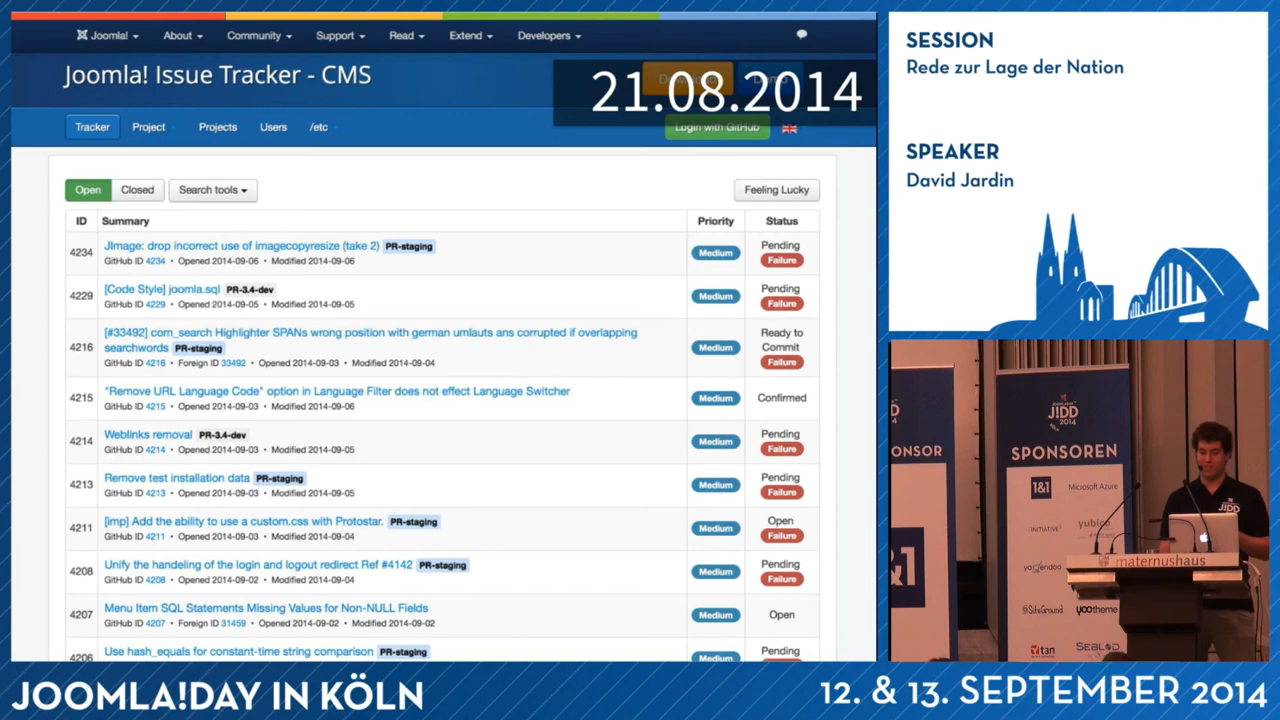 Joomla! About Community Support Read Extend Developers
Joomla! Issue Tracker - CMS
21.08.2014
Tracker Project Projects Users /etc Login with GitHub
Open Closed Search tools Feeling Lucky
ID Summary Priority Status
4234 JImage: drop incorrect use of imagecopyresize (take 2) PR-staging Medium Pending
GitHub ID 4234 • Opened 2014-09-06 • Modified 2014-09-06 Failure
4229 [Code Style] joomla.sql PR-3.4-dev Medium Pending
GitHub ID 4229 • Opened 2014-09-05 • Modified 2014-09-05 Failure
4216 [#33492] com_search Highlighter SPANs wrong position with german umlauts ans corrupted if overlapping Medium Ready to
searchwords PR-staging Commit
GitHub ID 4216 • Foreign ID 33492 • Opened 2014-09-03 • Modified 2014-09-04 Failure
4215 "Remove URL Language Code" option in Language Filter does not effect Language Switcher Medium Confirmed
GitHub ID 4215 • Opened 2014-09-03 • Modified 2014-09-06
4214 Weblinks removal PR-3.4-dev Medium Pending
GitHub ID 4214 • Opened 2014-09-03 • Modified 2014-09-05 Failure
4213 Remove test installation data PR-staging Medium Pending
GitHub ID 4213 • Opened 2014-09-03 • Modified 2014-09-05 Failure
4211 [imp] Add the ability to use a custom.css with Protostar. PR-staging Medium Open
GitHub ID 4211 • Opened 2014-09-03 • Modified 2014-09-04 Failure
4208 Unify the handeling of the login and logout redirect Ref #4142 PR-staging Medium Pending
GitHub ID 4208 • Opened 2014-09-02 • Modified 2014-09-04 Failure
4207 Menu Item SQL Statements Missing Values for Non-NULL Fields Medium Open
GitHub ID 4207 • Foreign ID 31459 • Opened 2014-09-02 • Modified 2014-09-02
4206 Use hash_equals for constant-time string comparison PR-staging Medium Pending
SESSION
Rede zur Lage der Nation
SPEAKER
David Jardin
JDD
2014
ONSOR SPONSOREN
1&1 Microsoft Azure
INITIATIVE yubico
&1 yagendoo
SiteGround yootheme
t3n SEBLOD
JDD
maternushaus
JOOMLA!DAY IN KÖLN
12. & 13. SEPTEMBER 2014